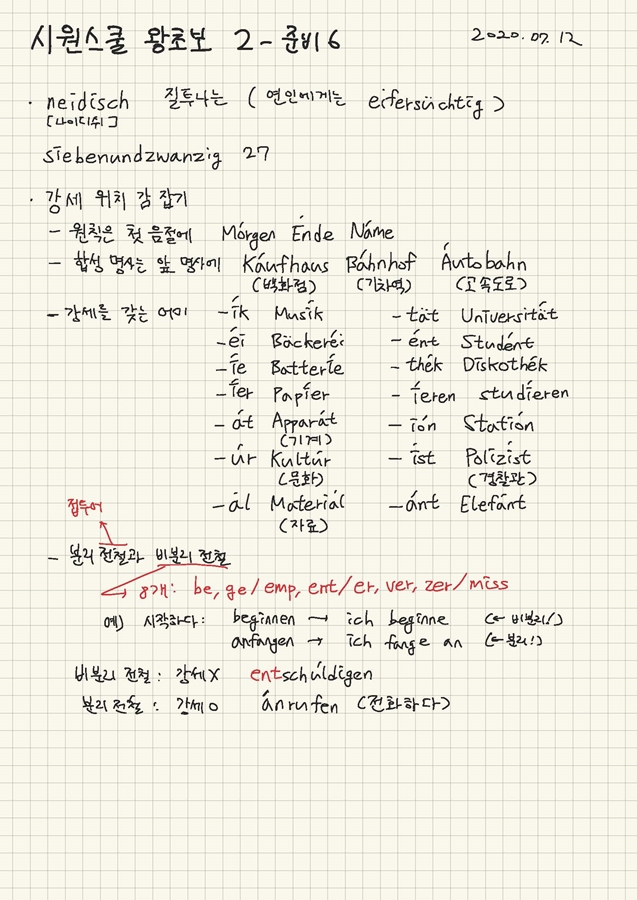 시원스쿨 왕초보 2 - 준비 6 2020. 07. 12
· neidisch 질투나는 ( 연인에게는 eifersüchtig )
[나이디쉬]
siebenundzwanzig 27
· 강세 위치 감 잡기
- 원칙은 첫 음절에 Mórgen Énde Náme
- 합성 명사는 앞 명사에 Káufhaus Báhnhof Áutobahn
(백화점) (기차역) (고속도로)
- 강세를 갖는 어미 -ík Musík - tät Universitát
-éi Bäckeréi - ént Studént
-íe Batteríe - thék Diskothék
-íer Papíer - íeren studíeren
- át Apparát - ión Statión
(기계)
- úr Kultúr - íst Polizíst
(문화) (경찰관)
- ál Materiál - ánt Elefánt
(자료)
접두어
- 분리 전철과 비분리 전철
8개: be, ge/emp, ent/er, ver, zer/miss
예) 시작하다: beginnen → ich beginne (← 비분리!)
anfangen → ich fange an (← 분리!)
비분리 전철 : 강세 X entschúldigen
분리 전철 : 강세 O ánrufen (전화하다)